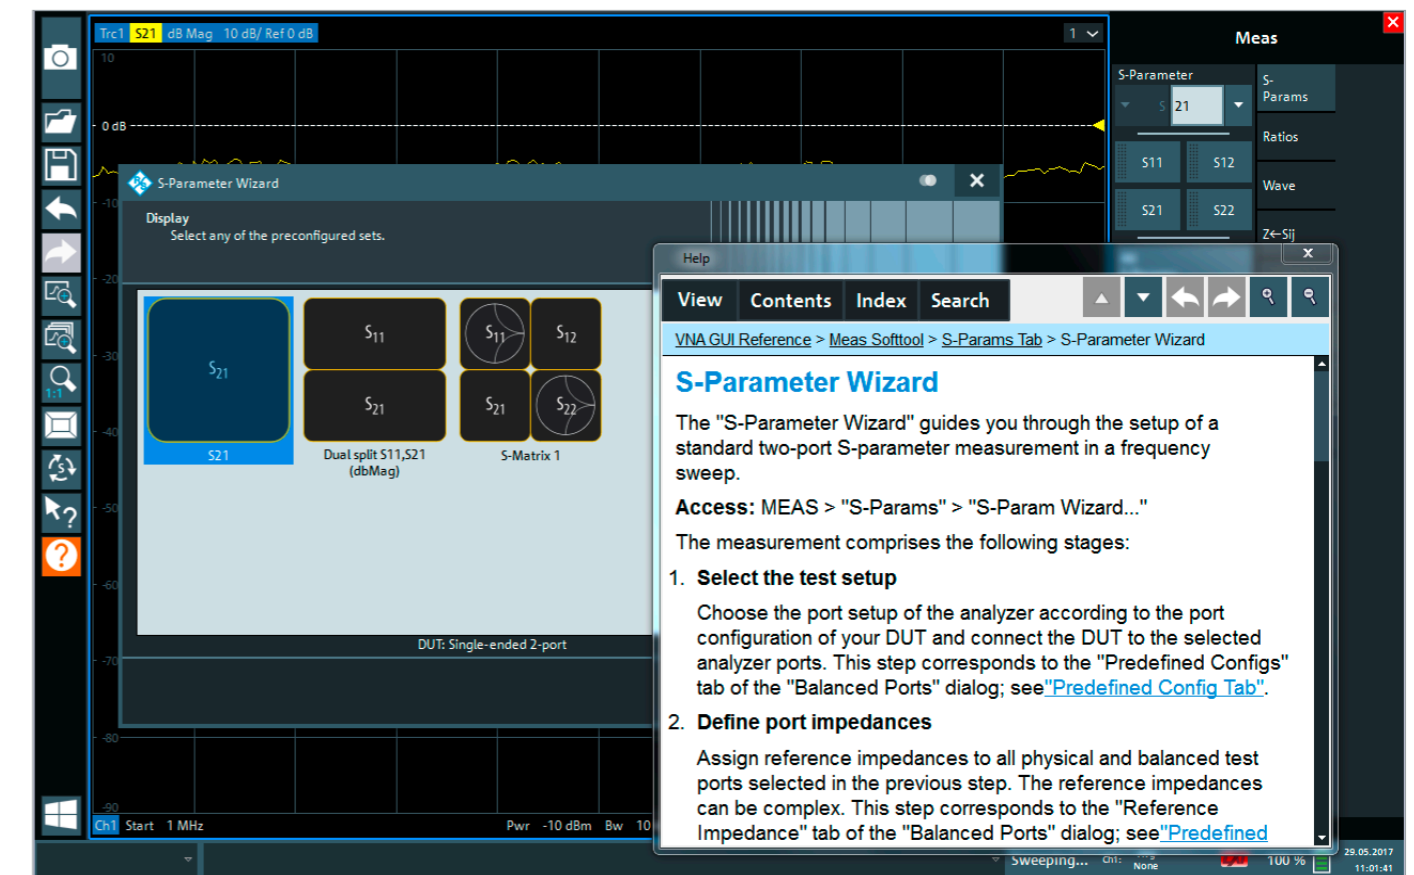 Trc1 S21 dB Mag 10 dB/ Ref 0 dB
1
10
0 dB
-10
-20
-30
-40
-50
-60
-70
-80
-90
1:1
S-Parameter Wizard
Display
Select any of the preconfigured sets.
S21
S11
S21
S11 S12
S21 S22
S21
Dual split S11,S21
(dbMag)
S-Matrix 1
DUT: Single-ended 2-port
Ch1 Start 1 MHz
Pwr -10 dBm Bw 10
Meas
S-Parameter
S 21
S11 S12
S21 S22
S-
Params
Ratios
Wave
Z←Sij
Help
View Contents Index Search
VNA GUI Reference > Meas Softtool > S-Params Tab > S-Parameter Wizard
S-Parameter Wizard
The "S-Parameter Wizard" guides you through the setup of a
standard two-port S-parameter measurement in a frequency
sweep.
Access: MEAS > "S-Params" > "S-Param Wizard..."
The measurement comprises the following stages:
1. Select the test setup
Choose the port setup of the analyzer according to the port
configuration of your DUT and connect the DUT to the selected
analyzer ports. This step corresponds to the "Predefined Configs"
tab of the "Balanced Ports" dialog; see"Predefined Config Tab".
2. Define port impedances
Assign reference impedances to all physical and balanced test
ports selected in the previous step. The reference impedances
can be complex. This step corresponds to the "Reference
Impedance" tab of the "Balanced Ports" dialog; see"Predefined
Sweeping... Ch1:
None
100 %
29.05.2017
11:01:41